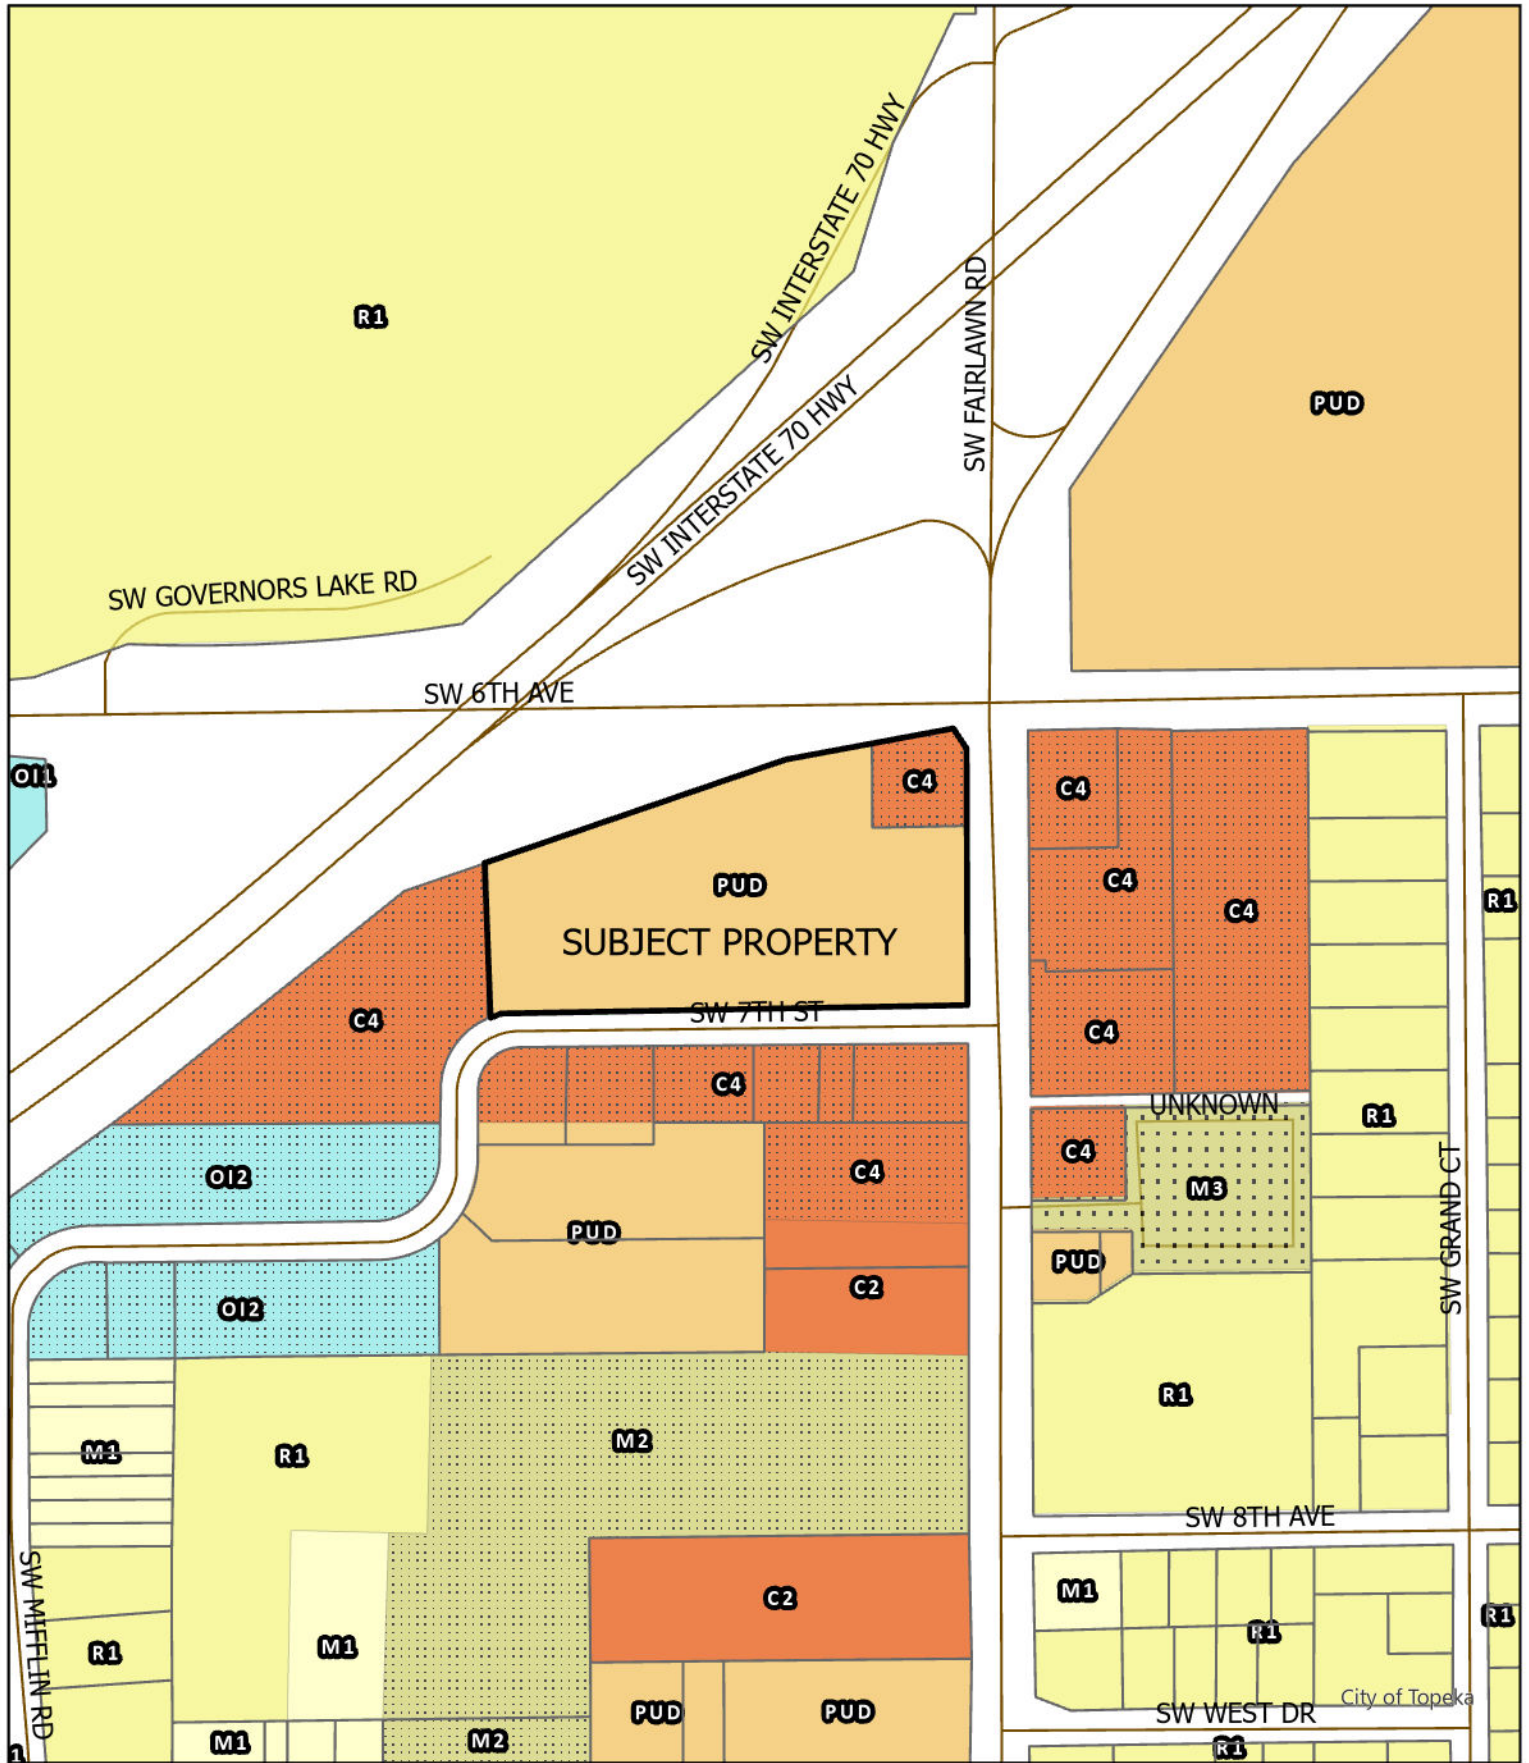 SW INTERSTATE 70 HWY
R1
SW FAIRLAWN RD
PUD
SW INTERSTATE 70 HWY
SW GOVERNORS LAKE RD
SW 6TH AVE
OI1
C4
C4
PUD
C4
R1
C4
SUBJECT PROPERTY
SW 7TH ST
C4
C4
C4
UNKNOWN
R1
C4
OI2
C4
M3
PUD
PUD
SW GRAND CT
C2
OI2
R1
M2
M1
R1
SW 8TH AVE
M1
C2
R1
R1
SW MIFFLIN RD
R1
M1
City of Topeka
PUD
PUD
SW WEST DR
M1
M2
R1
1